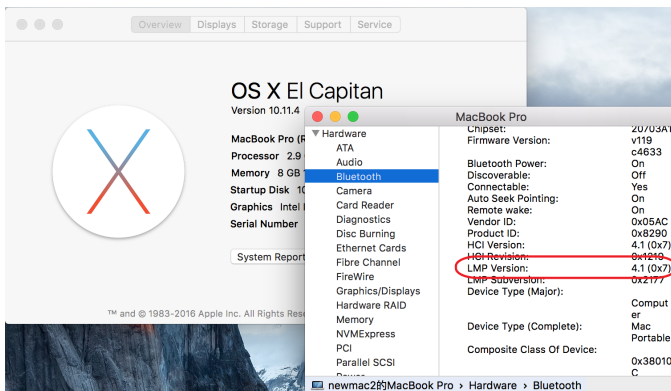 Overview Displays Storage Support Service
OS X El Capitan
Version 10.11.4
MacBook Pro
Processor 2.9
Memory 8 GB
Startup Disk
Graphics Intel
Serial Number
System Report
™ and © 1983-2016 Apple Inc. All Rights
MacBook Pro
Hardware
ATA
Audio
Bluetooth
Camera
Card Reader
Diagnostics
Disc Burning
Ethernet Cards
Fibre Channel
FireWire
Graphics/Displays
Hardware RAID
Memory
NVMExpress
PCI
Parallel SCSI
Chipset: 20703A1
Firmware Version: v119
c4633
Bluetooth Power: On
Discoverable: Off
Connectable: Yes
Auto Seek Pointing: On
Remote wake: On
Vendor ID: 0x05AC
Product ID: 0x8290
HCI Version: 4.1 (0x7)
HCI Revision: 0x1219
LMP Version: 4.1 (0x7)
LMP Subversion: 0x2177
Device Type (Major):
Comput
er
Device Type (Complete): Mac
Portable
Composite Class Of Device:
0x38010
C
newmac2的MacBook Pro › Hardware › Bluetooth